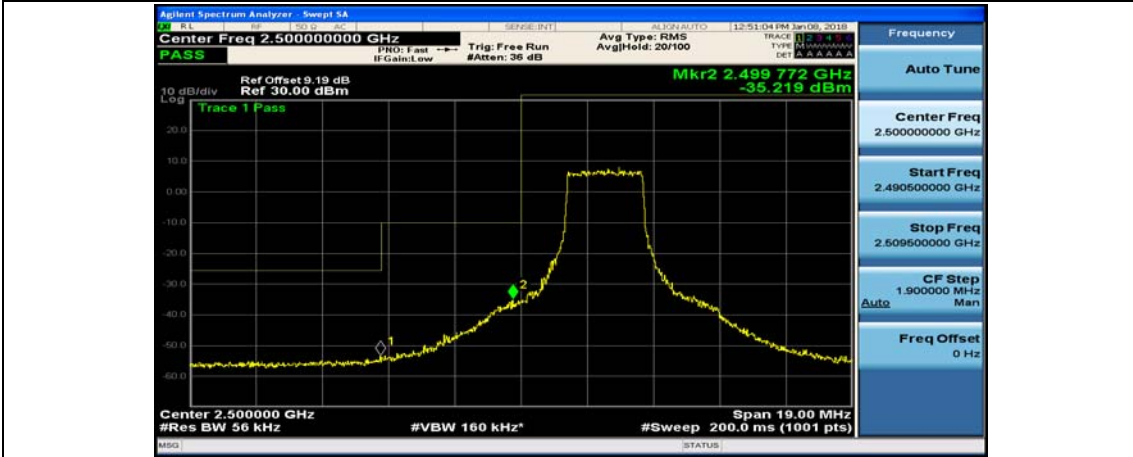 Agilent Spectrum Analyzer - Swept SA
RL RF 50 Ω AC SENSE:INT ALIGNAUTO 12:51:04 PM Jan 08, 2018
Center Freq 2.500000000 GHz
PASS
PNO: Fast
IFGain:Low
Trig: Free Run
#Atten: 36 dB
Avg Type: RMS
Avg|Hold: 20/100
TRACE 1 2 3 4 5 6
TYPE M
DET A A A A A A
Ref Offset 9.19 dB
10 dB/div Ref 30.00 dBm
Log
Mkr2 2.499 772 GHz
-35.219 dBm
Trace 1 Pass
20.0
10.0
0.00
-10.0
-20.0
-30.0
-40.0
-50.0
-60.0
1
2
Center 2.500000 GHz Span 19.00 MHz
#Res BW 56 kHz #VBW 160 kHz* #Sweep 200.0 ms (1001 pts)
MSG STATUS
Frequency
Auto Tune
Center Freq
2.500000000 GHz
Start Freq
2.490500000 GHz
Stop Freq
2.509500000 GHz
CF Step
1.900000 MHz
Auto Man
Freq Offset
0 Hz